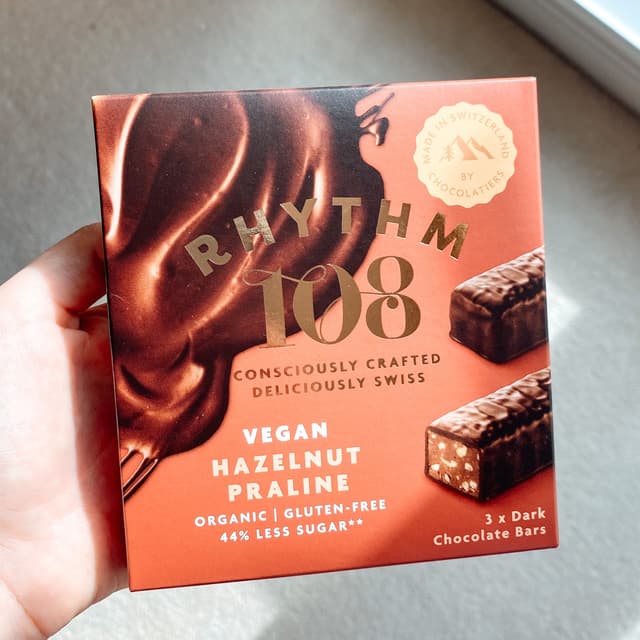 MADE IN SWITZERLAND
BY
CHOCOLATIERS
RHYTHM
108
CONSCIOUSLY CRAFTED
DELICIOUSLY SWISS
VEGAN
HAZELNUT
PRALINE
ORGANIC | GLUTEN-FREE
44% LESS SUGAR**
3 x Dark
Chocolate Bars